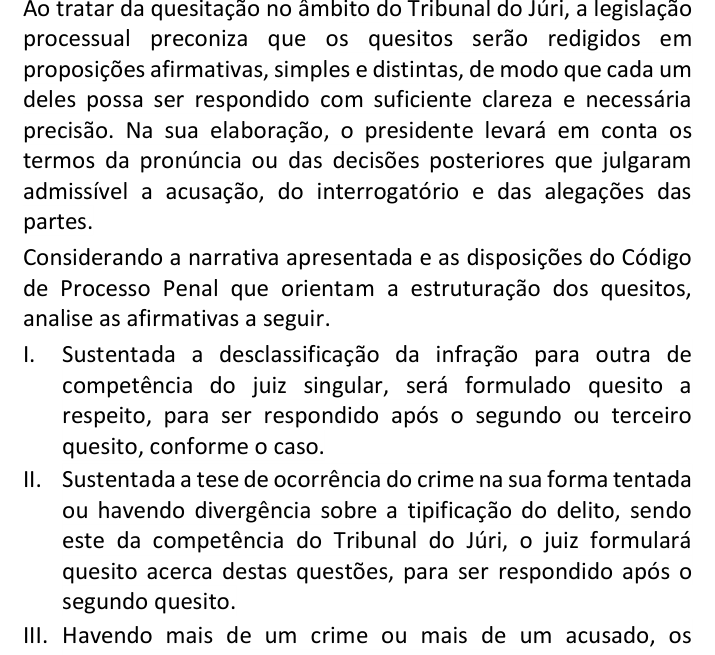 Ao tratar da quesitação no âmbito do Tribunal do Júri, a legislação
processual preconiza que os quesitos serão redigidos em
proposições afirmativas, simples e distintas, de modo que cada um
deles possa ser respondido com suficiente clareza e necessária
precisão. Na sua elaboração, o presidente levará em conta os
termos da pronúncia ou das decisões posteriores que julgaram
admissível a acusação, do interrogatório e das alegações das
partes.
Considerando a narrativa apresentada e as disposições do Código
de Processo Penal que orientam a estruturação dos quesitos,
analise as afirmativas a seguir.
I. Sustentada a desclassificação da infração para outra de
competência do juiz singular, será formulado quesito a
respeito, para ser respondido após o segundo ou terceiro
quesito, conforme o caso.
II. Sustentada a tese de ocorrência do crime na sua forma tentada
ou havendo divergência sobre a tipificação do delito, sendo
este da competência do Tribunal do Júri, o juiz formulará
quesito acerca destas questões, para ser respondido após o
segundo quesito.
III. Havendo mais de um crime ou mais de um acusado, os